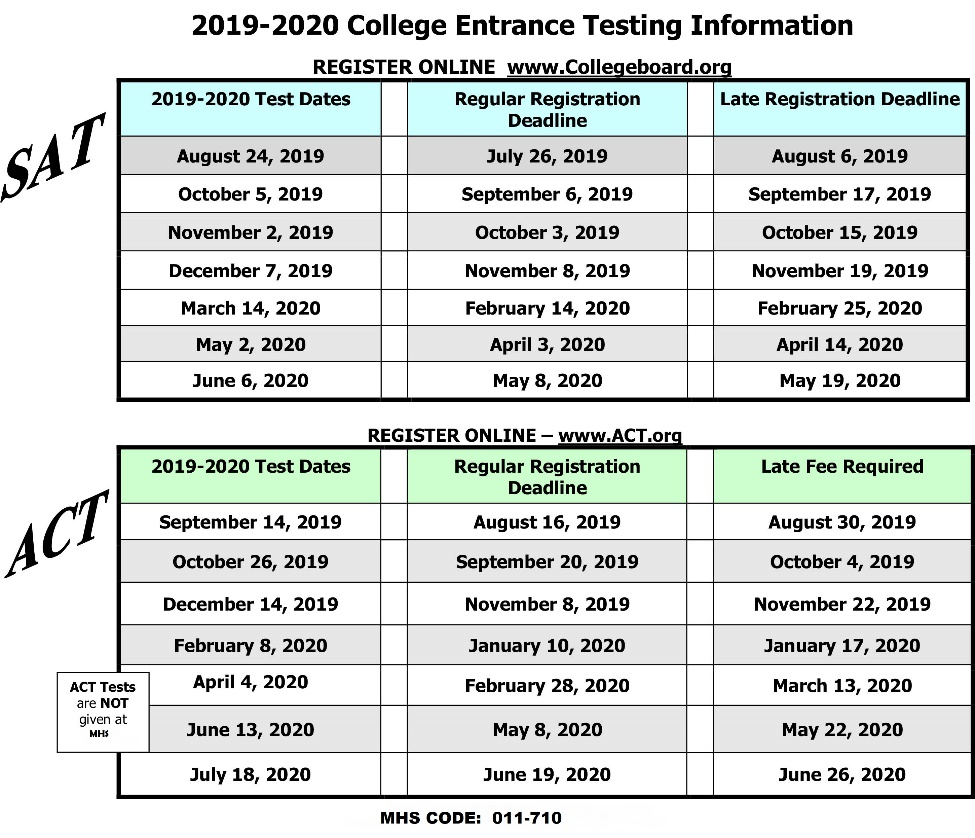 2019-2020 College Entrance Testing Information
REGISTER ONLINE www.Collegeboard.org
SAT
2019-2020 Test Dates Regular Registration Deadline Late Registration Deadline
August 24, 2019 July 26, 2019 August 6, 2019
October 5, 2019 September 6, 2019 September 17, 2019
November 2, 2019 October 3, 2019 October 15, 2019
December 7, 2019 November 8, 2019 November 19, 2019
March 14, 2020 February 14, 2020 February 25, 2020
May 2, 2020 April 3, 2020 April 14, 2020
June 6, 2020 May 8, 2020 May 19, 2020
REGISTER ONLINE – www.ACT.org
ACT
2019-2020 Test Dates Regular Registration Deadline Late Fee Required
September 14, 2019 August 16, 2019 August 30, 2019
October 26, 2019 September 20, 2019 October 4, 2019
December 14, 2019 November 8, 2019 November 22, 2019
February 8, 2020 January 10, 2020 January 17, 2020
April 4, 2020 February 28, 2020 March 13, 2020
June 13, 2020 May 8, 2020 May 22, 2020
July 18, 2020 June 19, 2020 June 26, 2020
ACT Tests
are NOT
given at
MHS
MHS CODE: 011-710